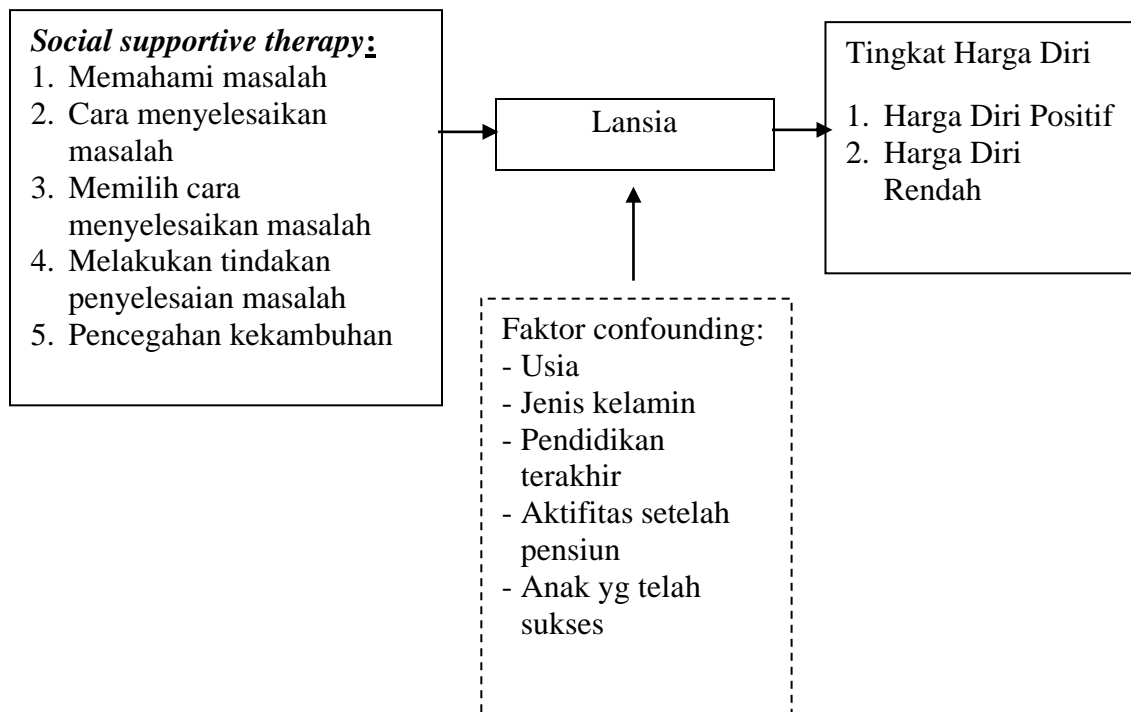 Social supportive therapy:
1. Memahami masalah
2. Cara menyelesaikan
masalah
3. Memilih cara
menyelesaikan masalah
4. Melakukan tindakan
penyelesaian masalah
5. Pencegahan kekambuhan
Lansia
Tingkat Harga Diri
1. Harga Diri Positif
2. Harga Diri
Rendah
Faktor confounding:
- Usia
- Jenis kelamin
- Pendidikan
terakhir
- Aktifitas setelah
pensiun
- Anak yg telah
sukses